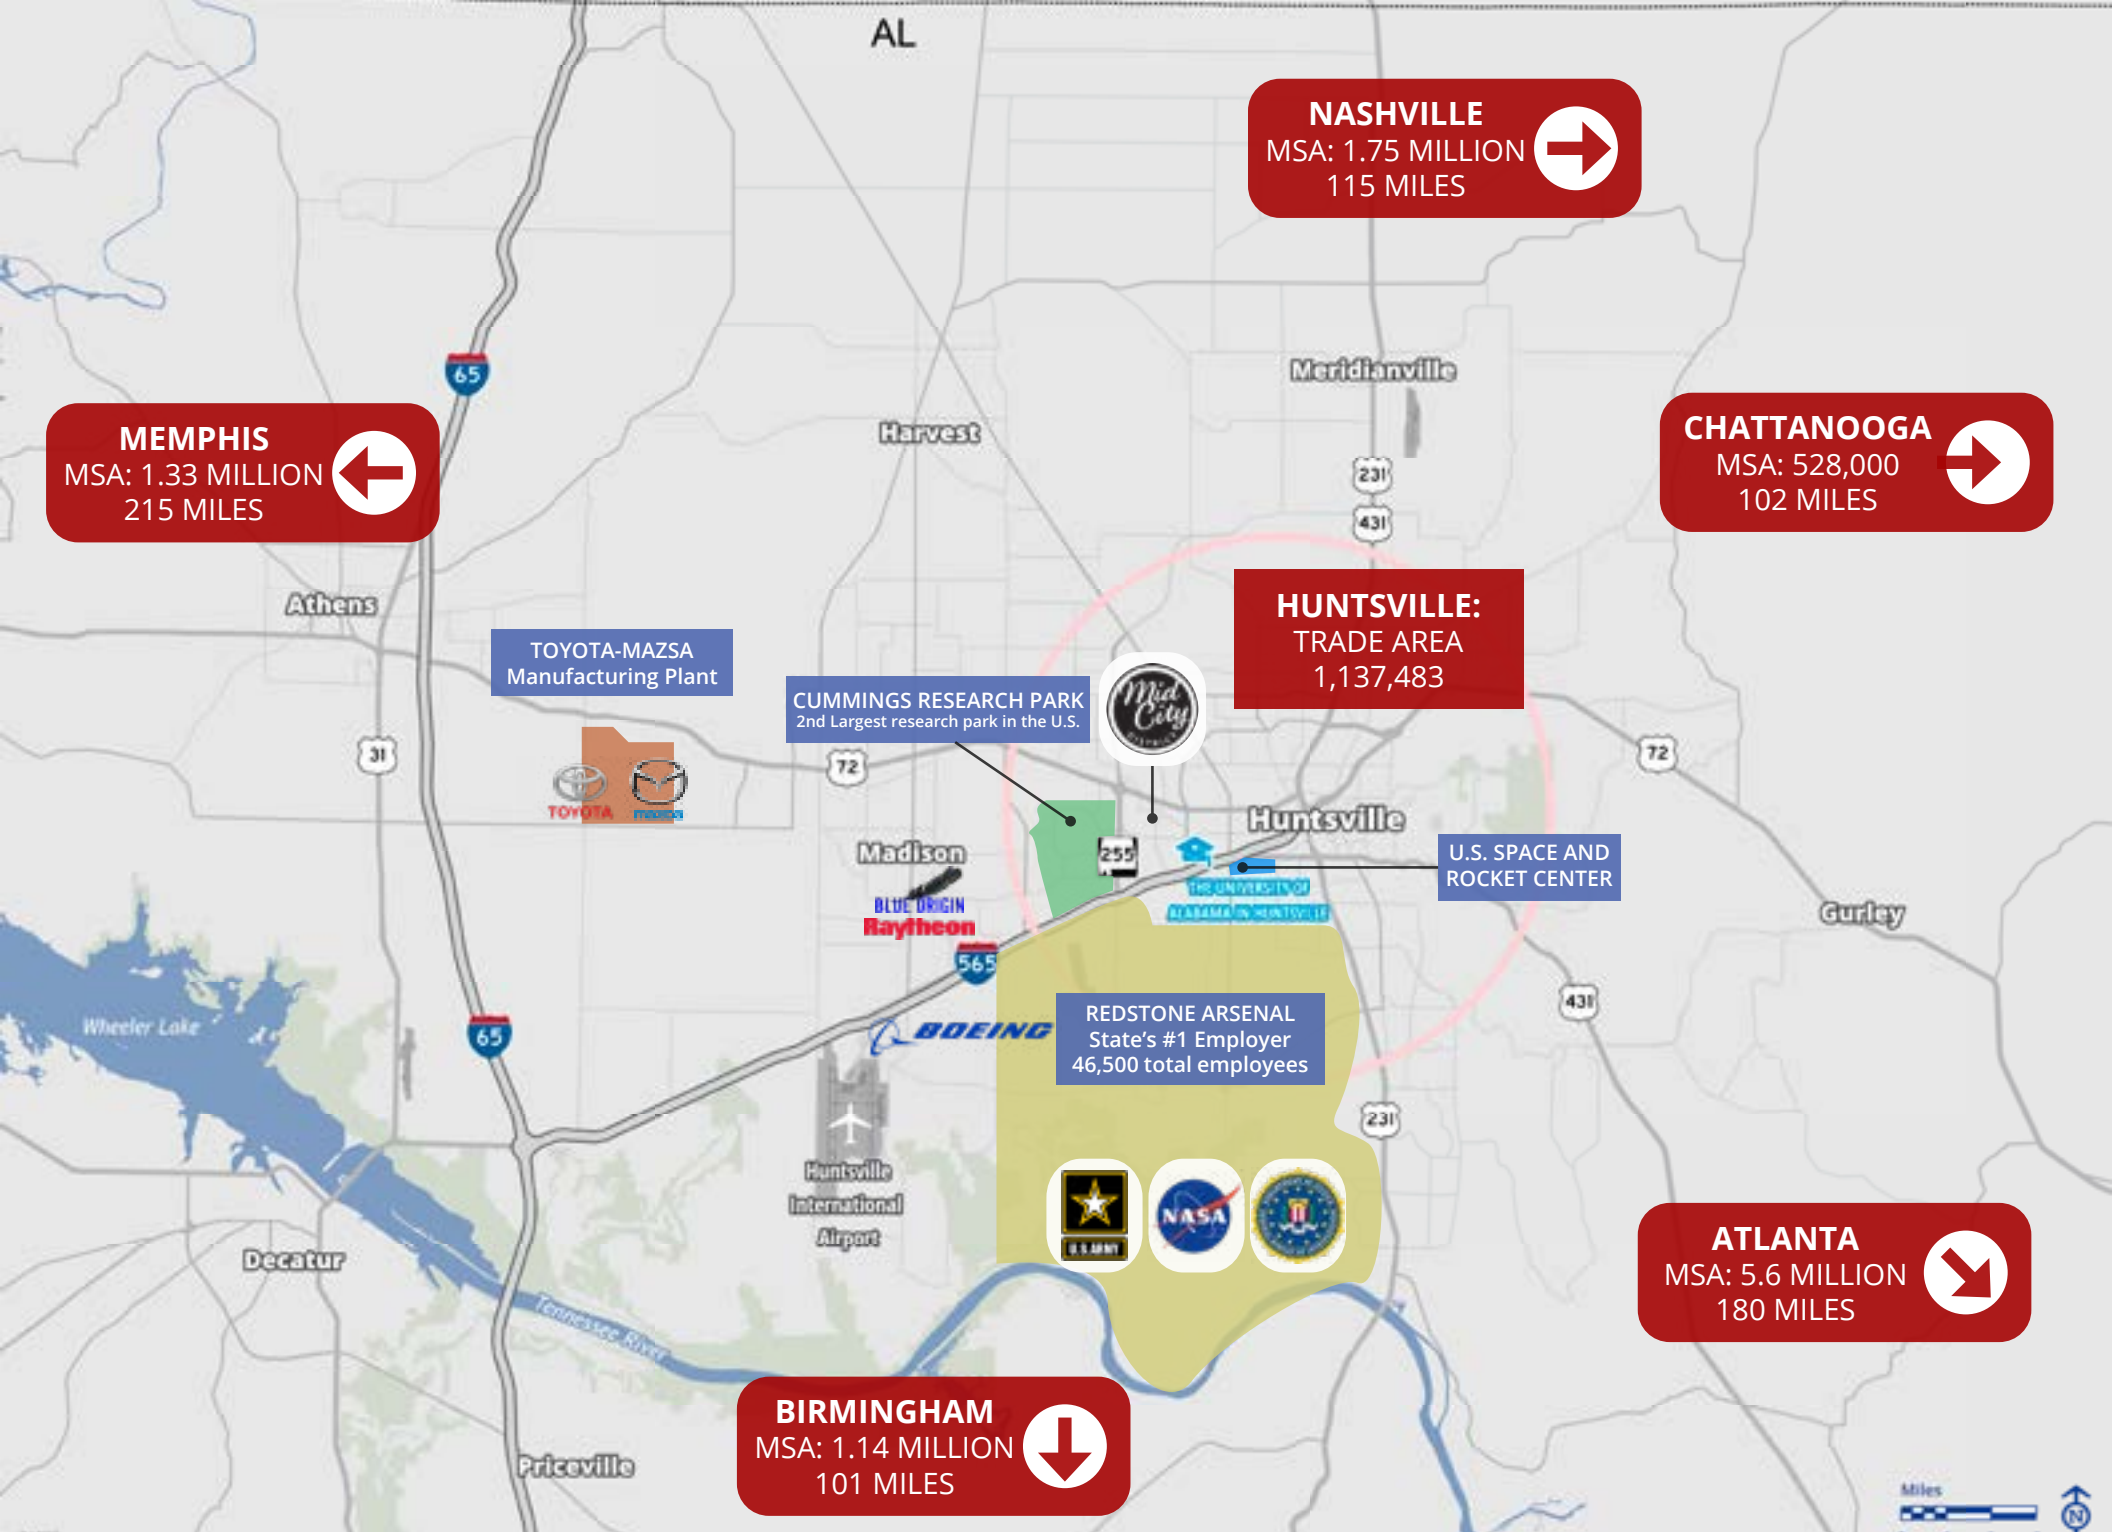 AL
NASHVILLE
MSA: 1.75 MILLION
115 MILES
65
Meridianville
MEMPHIS
MSA: 1.33 MILLION
215 MILES
Harvest
CHATTANOOGA
MSA: 528,000
102 MILES
231
431
Athens
HUNTSVILLE:
TRADE AREA
1,137,483
TOYOTA-MAZSA
Manufacturing Plant
CUMMINGS RESEARCH PARK
2nd Largest research park in the U.S.
Mid
City
DISTRICT
31
72
72
TOYOTA
mazda
Huntsville
Madison
255
U.S. SPACE AND
ROCKET CENTER
BLUE ORIGIN
Raytheon
THE UNIVERSITY OF
ALABAMA IN HUNTSVILLE
Gurley
565
431
Wheeler Lake
65
BOEING
REDSTONE ARSENAL
State's #1 Employer
46,500 total employees
231
Huntsville
International
Airport
NASA
U.S. ARMY
Decatur
ATLANTA
MSA: 5.6 MILLION
180 MILES
Tennessee River
BIRMINGHAM
MSA: 1.14 MILLION
101 MILES
Priceville
Miles
N